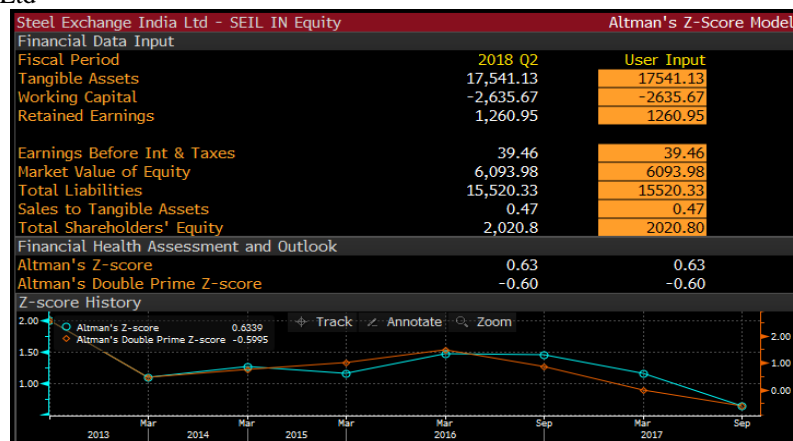 Ltd
Steel Exchange India Ltd - SEIL IN Equity Altman's Z-Score Model
Financial Data Input
Fiscal Period 2018 Q2 User Input
Tangible Assets 17,541.13 17541.13
Working Capital -2,635.67 -2635.67
Retained Earnings 1,260.95 1260.95
Earnings Before Int & Taxes 39.46 39.46
Market Value of Equity 6,093.98 6093.98
Total Liabilities 15,520.33 15520.33
Sales to Tangible Assets 0.47 0.47
Total Shareholders' Equity 2,020.8 2020.80
Financial Health Assessment and Outlook
Altman's Z-score 0.63 0.63
Altman's Double Prime Z-score -0.60 -0.60
Z-score History
Track Annotate Zoom
Altman's Z-score 0.6339
Altman's Double Prime Z-score -0.5995
2.00
1.50
1.00
2.00
1.00
0.00
Mar Mar Mar Mar Sep Mar Sep
2013 2014 2015 2016 2017